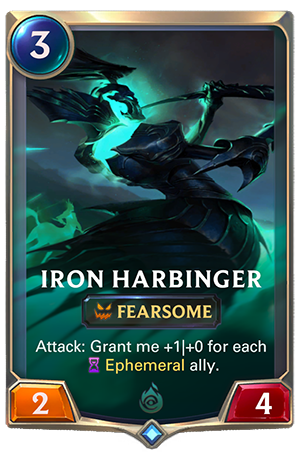 3
IRON HARBINGER
FEARSOME
Attack: Grant me +1|+0 for each
Ephemeral ally.
2
4